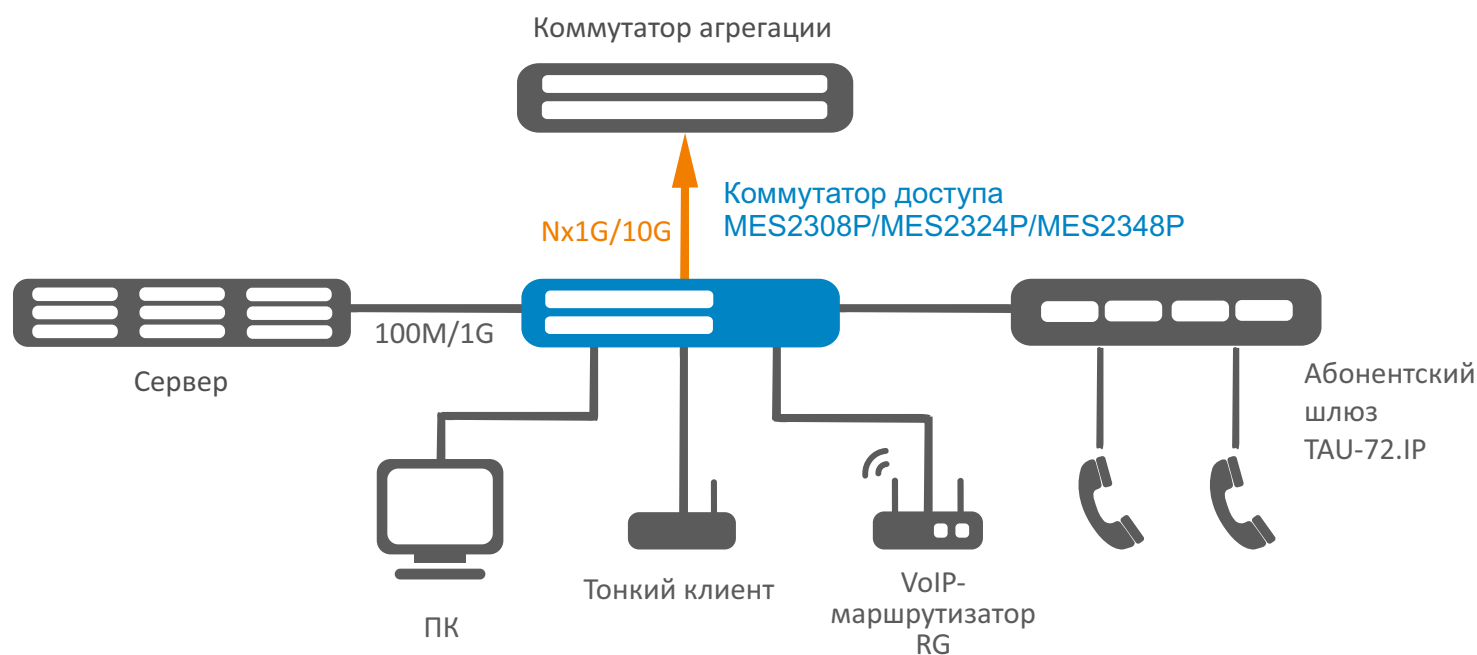 Коммутатор агрегации
Коммутатор доступа
MES2308P/MES2324P/MES2348P
Nx1G/10G
100M/1G
Сервер
Абонентский
шлюз
TAU-72.IP
ПК
Тонкий клиент
VoIP-
маршрутизатор
RG